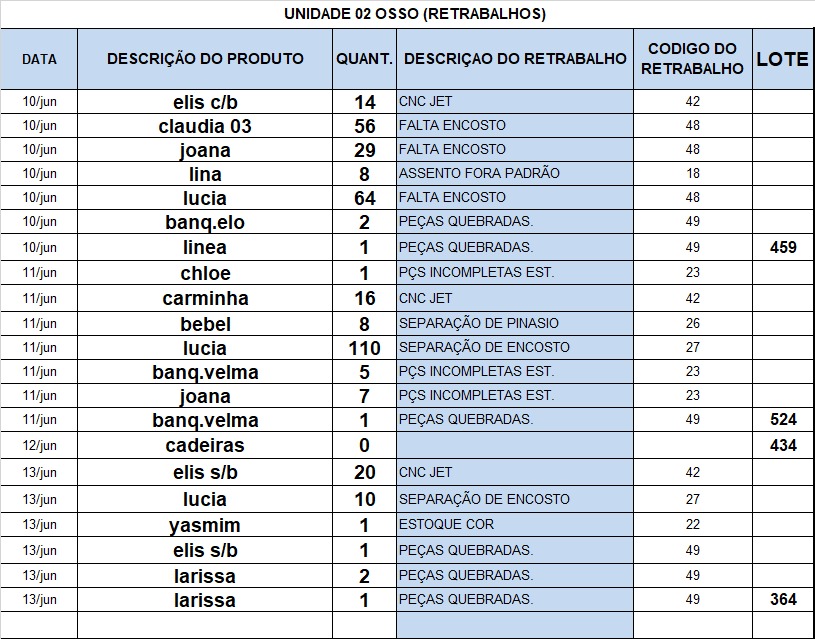 UNIDADE 02 OSSO (RETRABALHOS)
DATA DESCRIÇÃO DO PRODUTO QUANT. DESCRIÇAO DO RETRABALHO CODIGO DO RETRABALHO LOTE
10/jun elis c/b 14 CNC JET 42
10/jun claudia 03 56 FALTA ENCOSTO 48
10/jun joana 29 FALTA ENCOSTO 48
10/jun lina 8 ASSENTO FORA PADRÃO 18
10/jun lucia 64 FALTA ENCOSTO 48
10/jun banq.elo 2 PEÇAS QUEBRADAS. 49
10/jun linea 1 PEÇAS QUEBRADAS. 49 459
11/jun chloe 1 PÇS INCOMPLETAS EST. 23
11/jun carminha 16 CNC JET 42
11/jun bebel 8 SEPARAÇÃO DE PINASIO 26
11/jun lucia 110 SEPARAÇÃO DE ENCOSTO 27
11/jun banq.velma 5 PÇS INCOMPLETAS EST. 23
11/jun joana 7 PÇS INCOMPLETAS EST. 23
11/jun banq.velma 1 PEÇAS QUEBRADAS. 49 524
12/jun cadeiras 0 434
13/jun elis s/b 20 CNC JET 42
13/jun lucia 10 SEPARAÇÃO DE ENCOSTO 27
13/jun yasmim 1 ESTOQUE COR 22
13/jun elis s/b 1 PEÇAS QUEBRADAS. 49
13/jun larissa 2 PEÇAS QUEBRADAS. 49
13/jun larissa 1 PEÇAS QUEBRADAS. 49 364